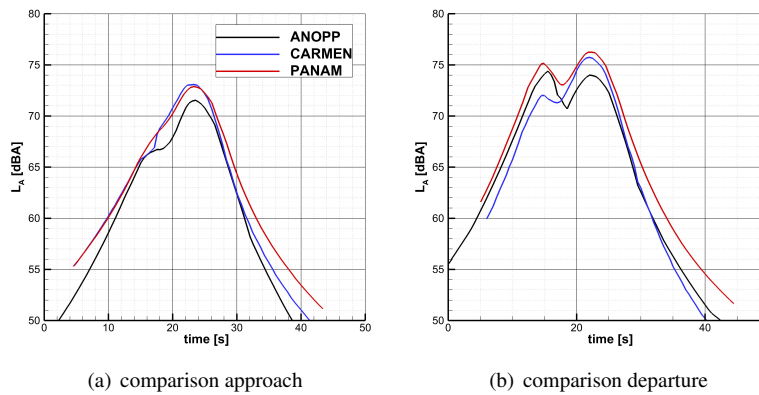 80
75
70
65
60
55
50
L_A [dBA]
0
10
20
30
40
50
time [s]
ANOPP
CARMEN
PANAM
(a) comparison approach
80
75
70
65
60
55
50
L_A [dBA]
0
20
40
time [s]
(b) comparison departure